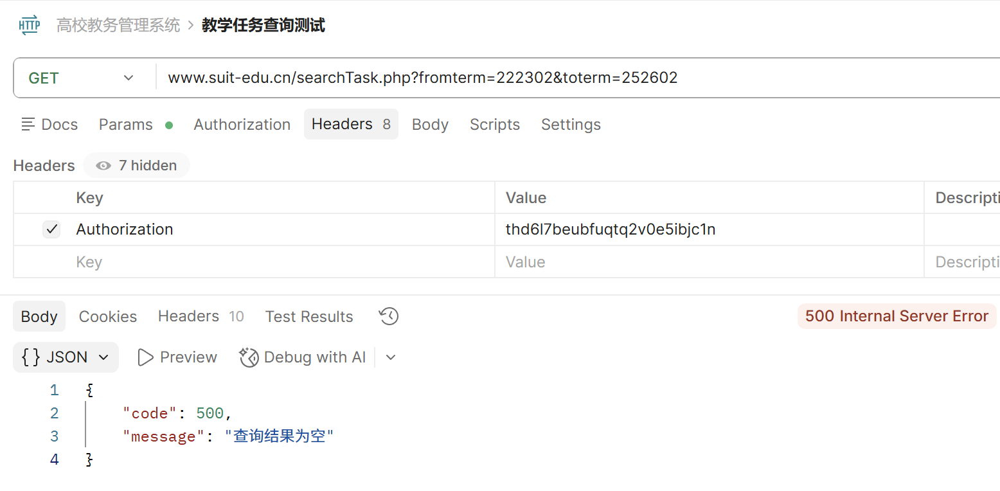 HTTP 高校教务管理系统 > 教学任务查询测试
GET www.suit-edu.cn/searchTask.php?fromterm=222302&toterm=252602
Docs Params Authorization Headers 8 Body Scripts Settings
Headers 7 hidden
Key Value Descripti
Authorization thd6l7beubfuqtq2v0e5ibjc1n
Key Value Descripti
Body Cookies Headers 10 Test Results 500 Internal Server Error
{} JSON Preview Debug with AI
1 {
2 "code": 500,
3 "message": "查询结果为空"
4 }